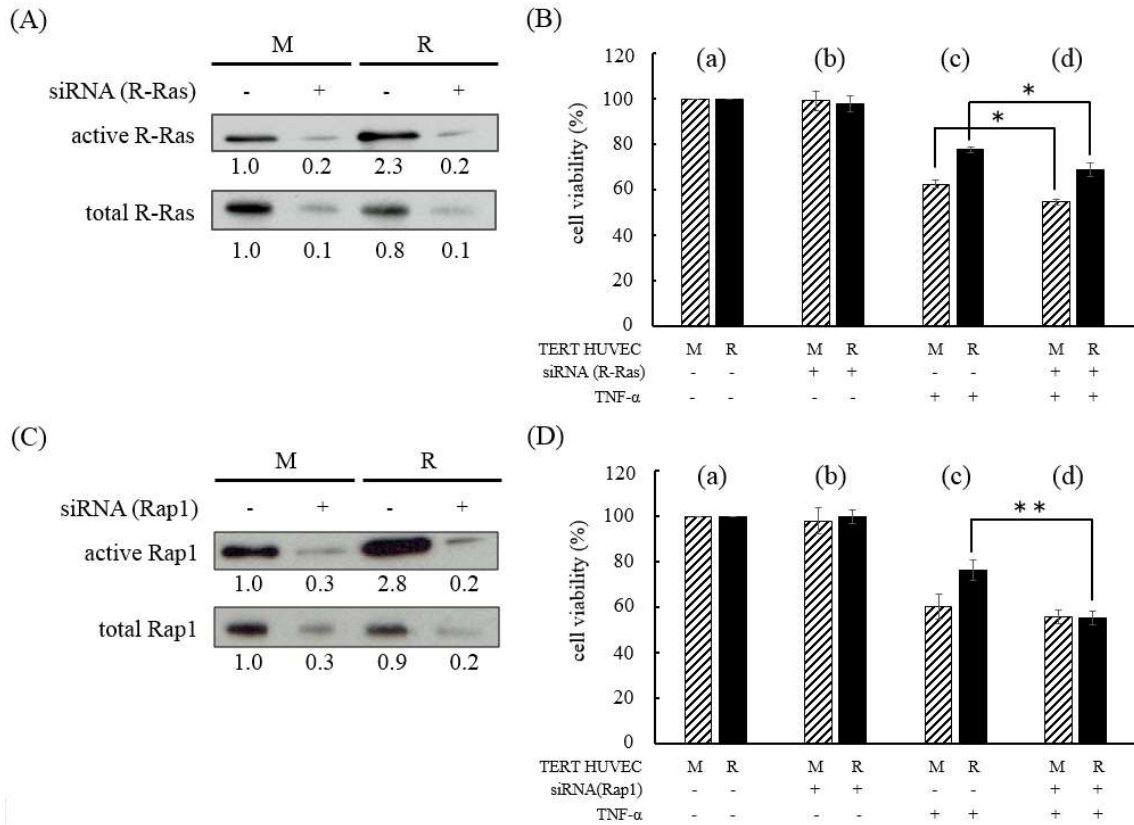 (A)
M R
siRNA (R-Ras) - + - +
active R-Ras
1.0 0.2 2.3 0.2
total R-Ras
1.0 0.1 0.8 0.1
(B)
120
100
80
60
40
20
0
cell viability (%)
(a) (b) (c) (d)
* *
TERT HUVEC M R M R M R M R
siRNA (R-Ras) - - + + - - + +
TNF-α - - - - + + + +
(C)
M R
siRNA (Rap1) - + - +
active Rap1
1.0 0.3 2.8 0.2
total Rap1
1.0 0.3 0.9 0.2
(D)
120
100
80
60
40
20
0
cell viability (%)
(a) (b) (c) (d)
**
TERT HUVEC M R M R M R M R
siRNA(Rap1) - - + + - - + +
TNF-α - - - - + + + +